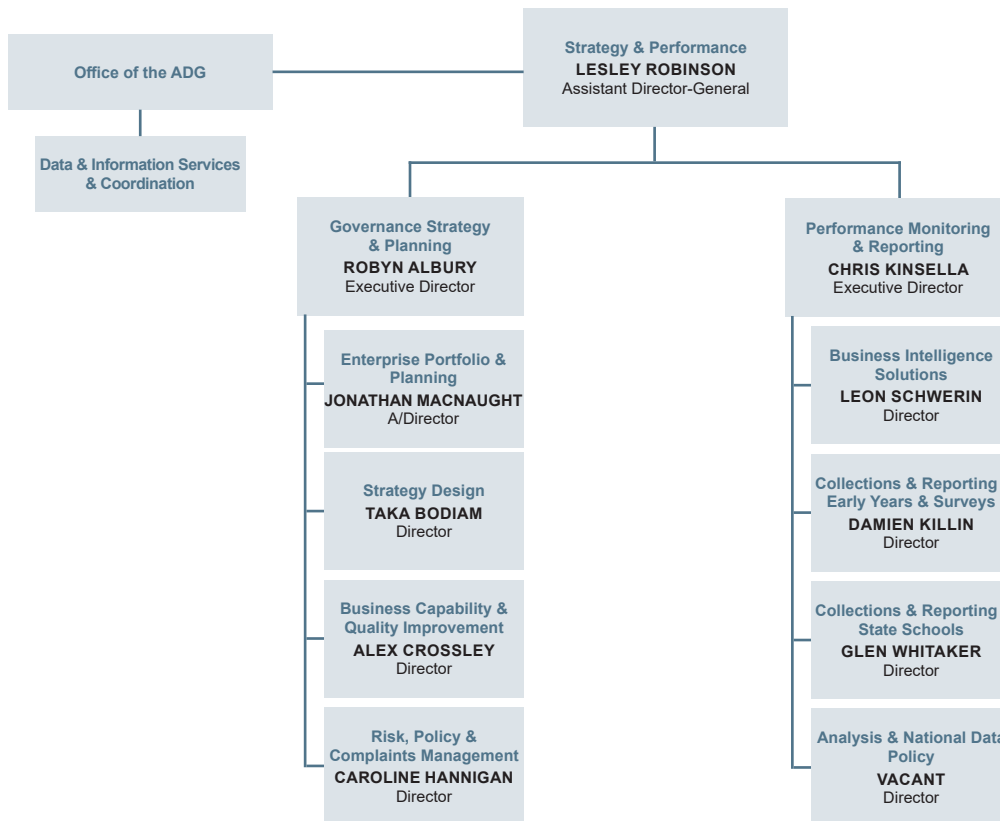 Office of the ADG
Data & Information Services
& Coordination
Strategy & Performance
LESLEY ROBINSON
Assistant Director-General
Governance Strategy
& Planning
ROBYN ALBURY
Executive Director
Enterprise Portfolio &
Planning
JONATHAN MACNAUGHT
A/Director
Strategy Design
TAKA BODIAM
Director
Business Capability &
Quality Improvement
ALEX CROSSLEY
Director
Risk, Policy &
Complaints Management
CAROLINE HANNIGAN
Director
Performance Monitoring
& Reporting
CHRIS KINSELLA
Executive Director
Business Intelligence
Solutions
LEON SCHWERIN
Director
Collections & Reporting
Early Years & Surveys
DAMIEN KILLIN
Director
Collections & Reporting
State Schools
GLEN WHITAKER
Director
Analysis & National Data
Policy
VACANT
Director